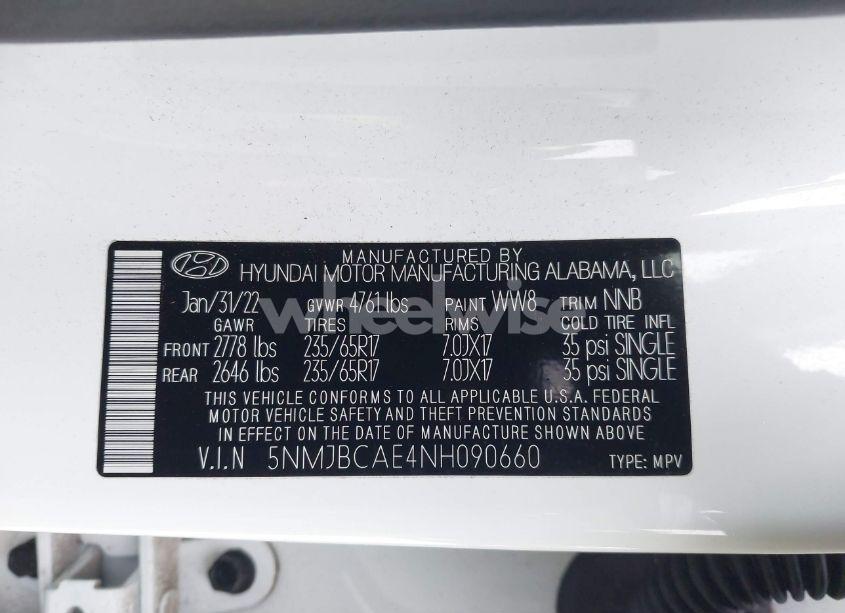 MANUFACTURED BY
HYUNDAI MOTOR MANUFACTURING ALABAMA, LLC
Jan/31/22 GVWR 4761 lbs PAINT WW8 TRIM NNB
GAWR TIRES RIMS COLD TIRE INFL
FRONT 2778 lbs 235/65R17 7.0JX17 35 psi SINGLE
REAR 2646 lbs 235/65R17 7.0JX17 35 psi SINGLE
THIS VEHICLE CONFORMS TO ALL APPLICABLE U.S.A. FEDERAL
MOTOR VEHICLE SAFETY AND THEFT PREVENTION STANDARDS
IN EFFECT ON THE DATE OF MANUFACTURE SHOWN ABOVE
V.I.N 5NMJBCAE4NH090660 TYPE: MPV
wheelwise